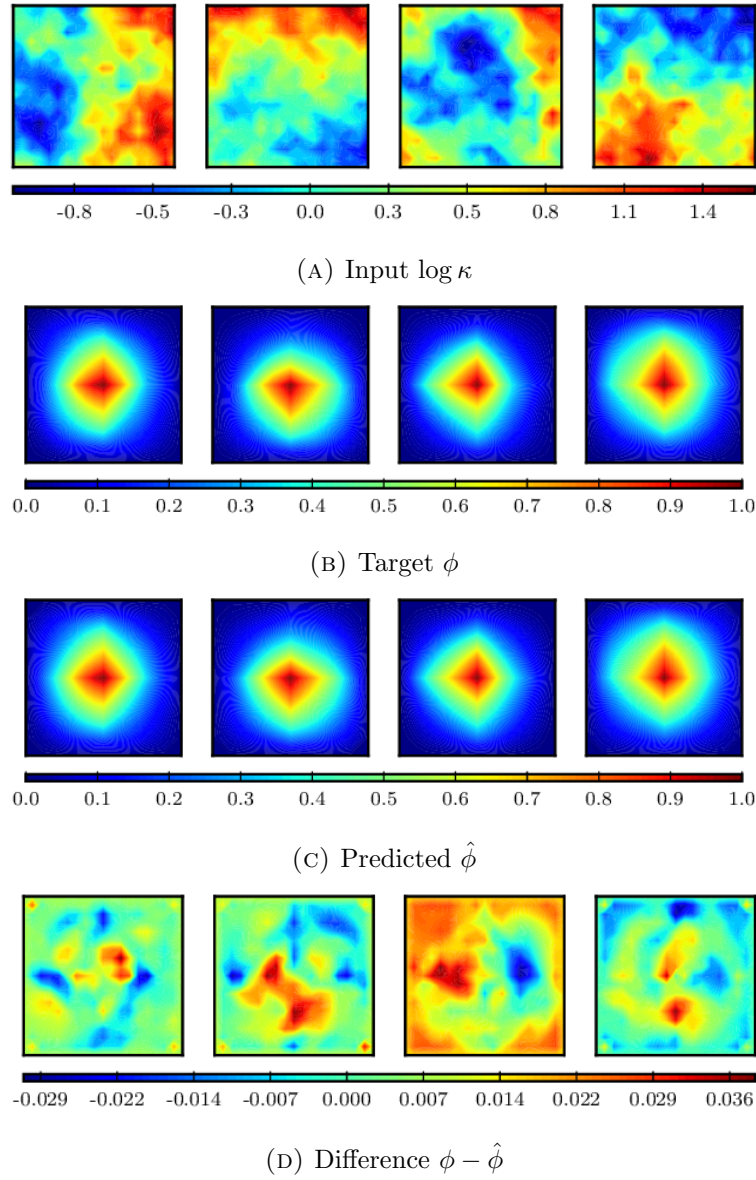 -0.8 -0.5 -0.3 0.0 0.3 0.5 0.8 1.1 1.4
(A) Input log κ
0.0 0.1 0.2 0.3 0.4 0.5 0.6 0.7 0.8 0.9 1.0
(B) Target ϕ
0.0 0.1 0.2 0.3 0.4 0.5 0.6 0.7 0.8 0.9 1.0
(C) Predicted ϕ̂
-0.029 -0.022 -0.014 -0.007 0.000 0.007 0.014 0.022 0.029 0.036
(D) Difference ϕ − ϕ̂